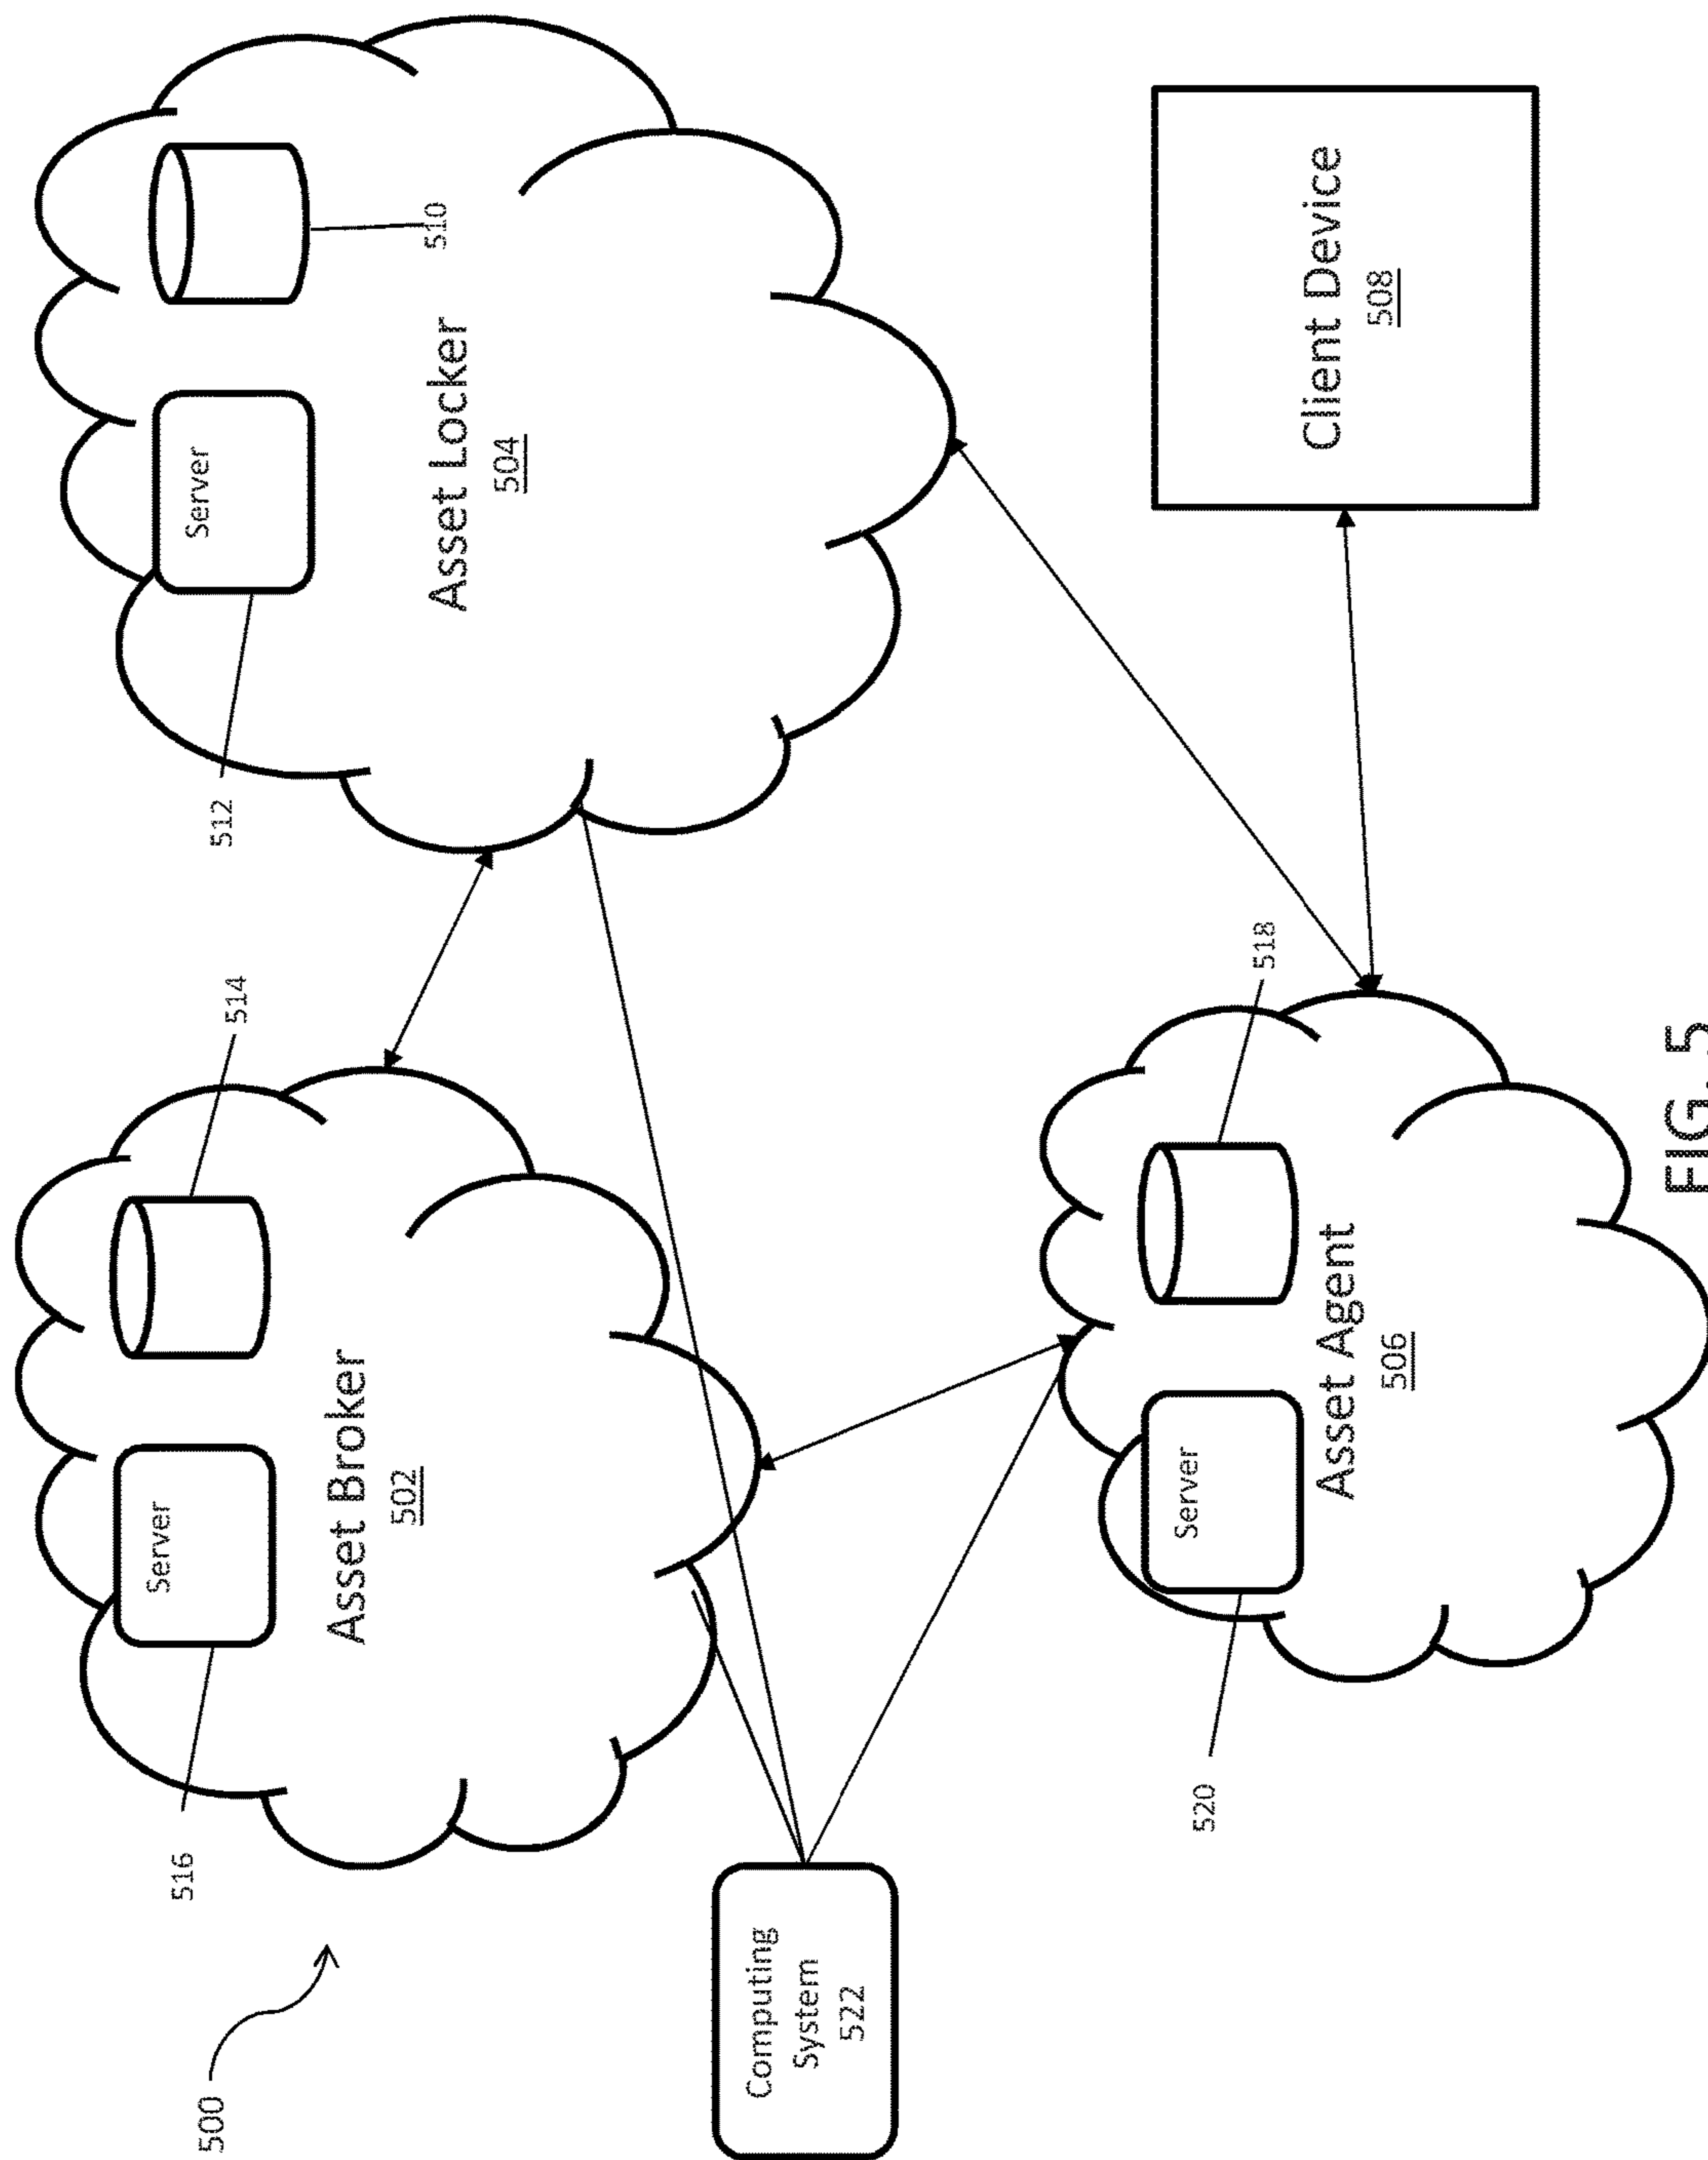 500
516
Server
514
Asset Broker
502
512
Server
510
Asset Locker
504
Computing
System
522
520
Server
518
Asset Agent
506
Client Device
508
FIG. 5